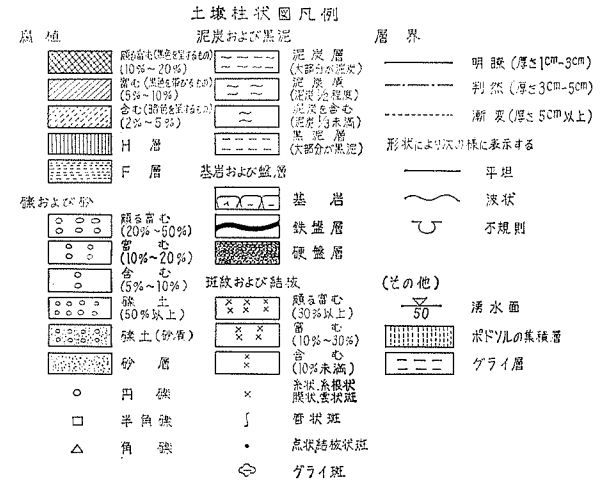 土壌柱状図凡例
腐植
頗る富む(黒色を呈するもの)
(10%~20%)
富む(黒色を帯びるもの)
(5%~10%)
含む(暗色を呈するもの)
(2%~5%)
H層
F層
礫および砂
頗る富む
(20%~50%)
富む
(10%~20%)
含む
(5%~10%)
礫土
(50%以上)
礫土(砂質)
砂層
円礫
半角礫
角礫
泥炭および黒泥
泥炭層
(大部分が泥炭)
泥炭質
(泥炭½程度)
泥炭を含む
(泥炭⅓未満)
黒泥層
(大部分が黒泥)
基岩および盤層
基岩
鉄盤層
硬盤層
斑紋および結核
頗る富む
(30%以上)
富む
(10%~30%)
含む
(10%未満)
糸状,糸根状
膜状,雲状斑
管状斑
点状結核状斑
グライ斑
層界
明瞭(厚さ1cm-3cm)
判然(厚さ3cm-5cm)
漸変(厚さ5cm以上)
形状により次の様に表示する
平坦
波状
不規則
(その他)
50
湧水面
ポドソルの集積層
グライ層